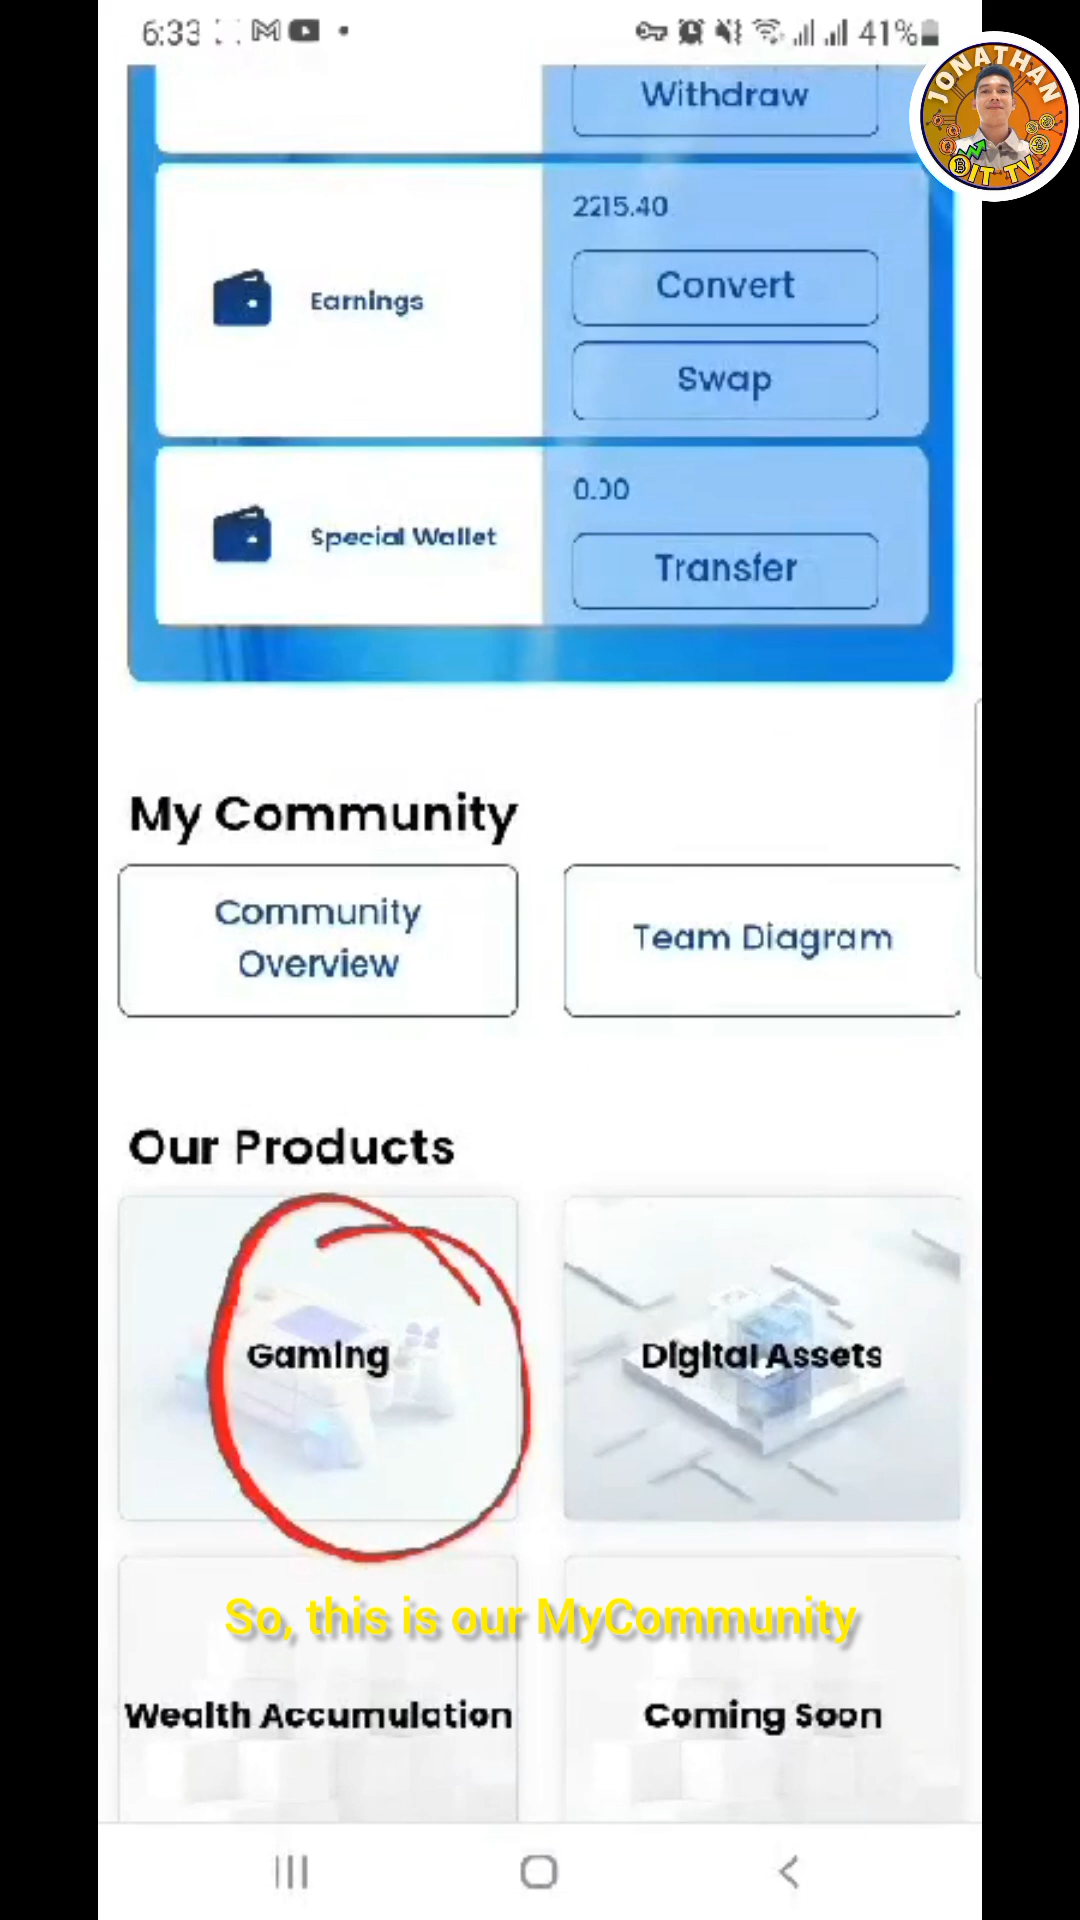 6:33
41%
JONATHAN
BIT TV
Withdraw
2215.40
Earnings
Convert
Swap
0.00
Special Wallet
Transfer
My Community
Community
Overview
Team Diagram
Our Products
Gaming
Digital Assets
So, this is our MyCommunity
Wealth Accumulation
Coming Soon